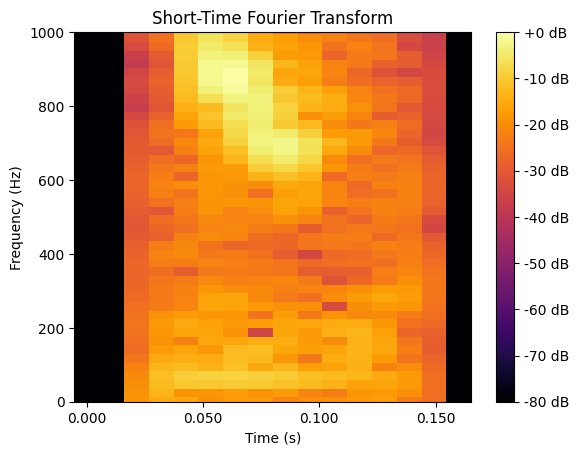 Short-Time Fourier Transform
1000
800
600
400
200
0
Frequency (Hz)
0.000
0.050
0.100
0.150
Time (s)
+0 dB
-10 dB
-20 dB
-30 dB
-40 dB
-50 dB
-60 dB
-70 dB
-80 dB